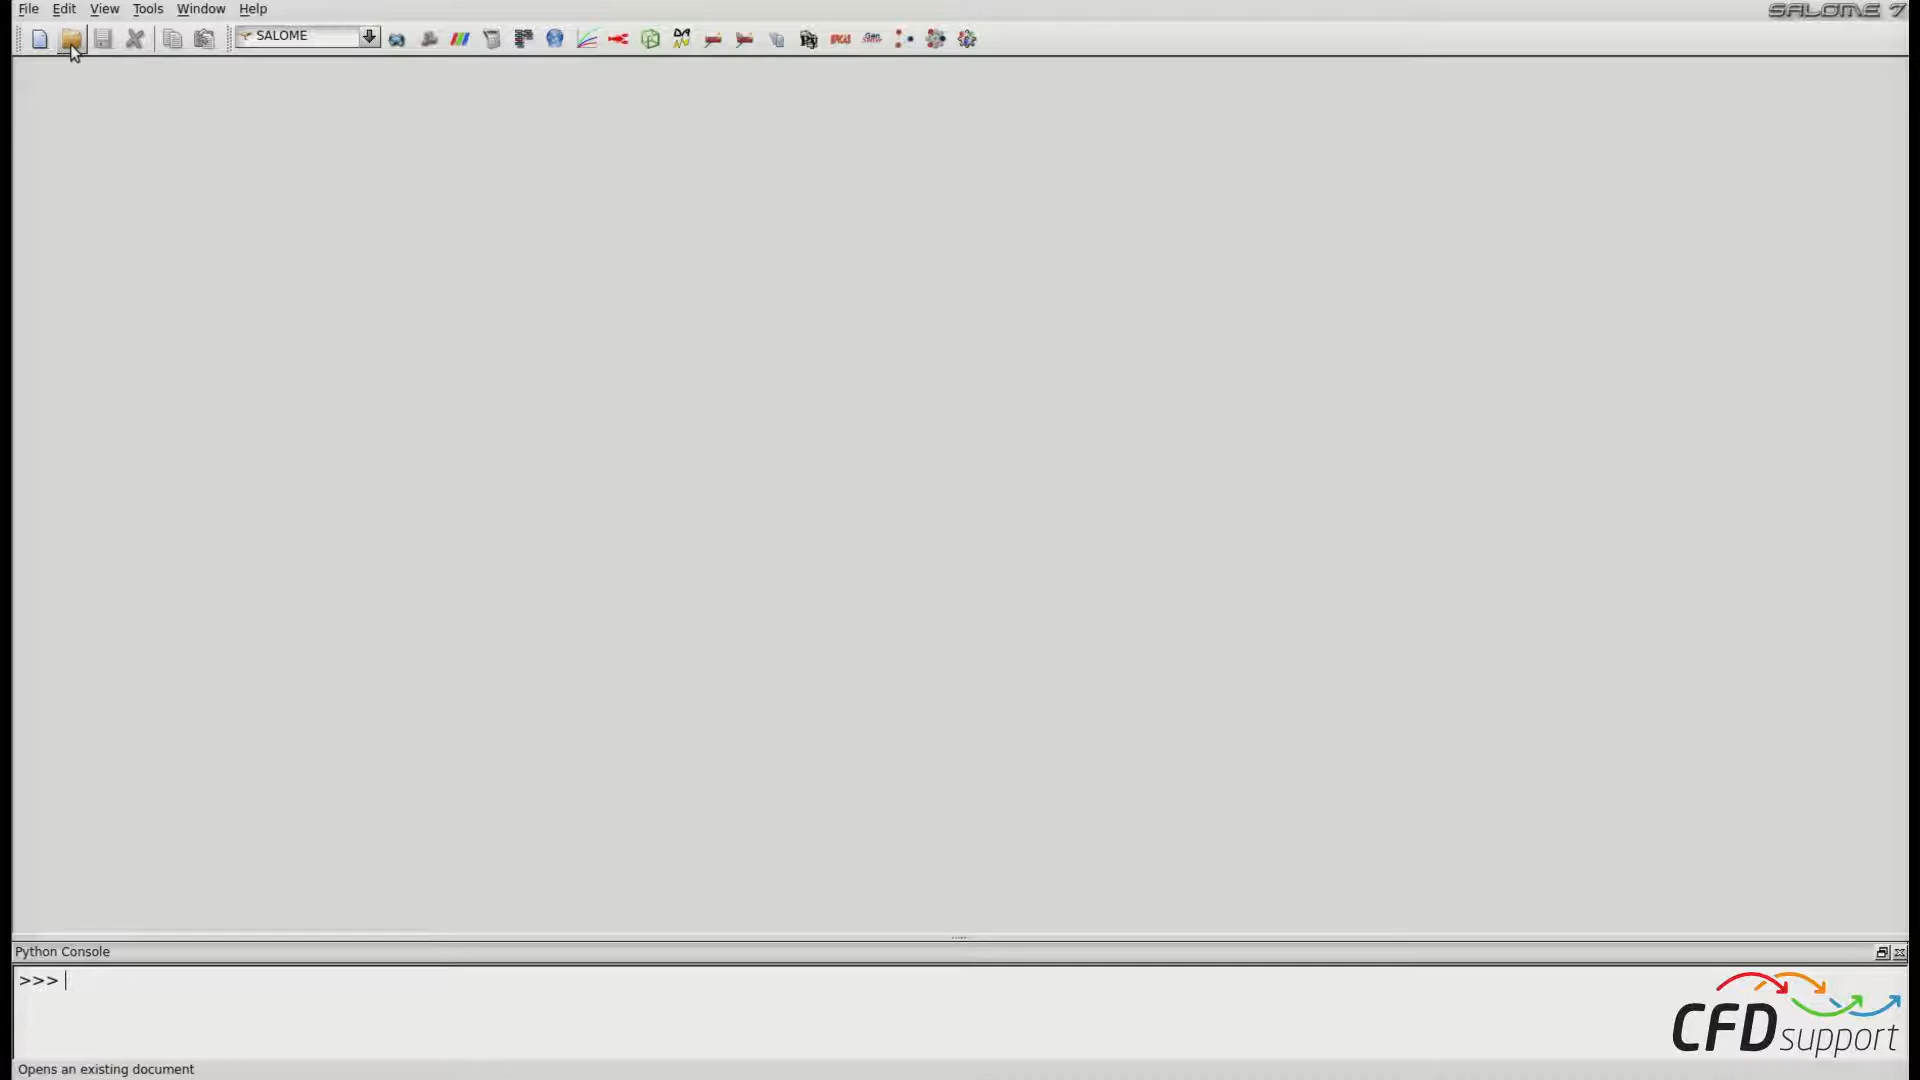 File Edit View Tools Window Help
SALOME 7
SALOME
Python Console
>>>
CFD support
Opens an existing document